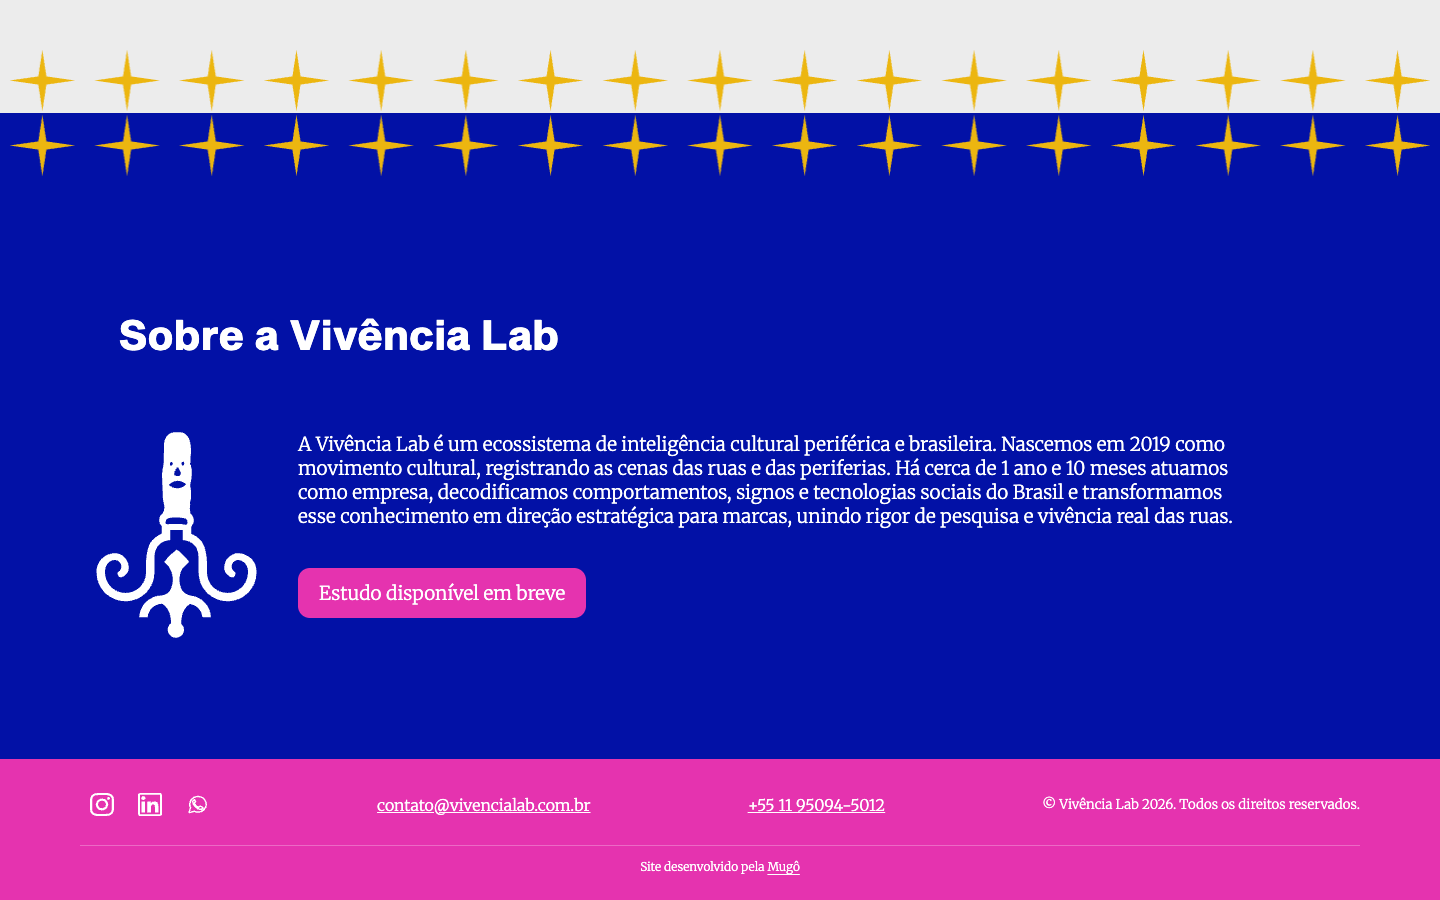 Sobre a Vivência Lab
A Vivência Lab é um ecossistema de inteligência cultural periférica e brasileira. Nascemos em 2019 como
movimento cultural, registrando as cenas das ruas e das periferias. Há cerca de 1 ano e 10 meses atuamos
como empresa, decodificamos comportamentos, signos e tecnologias sociais do Brasil e transformamos
esse conhecimento em direção estratégica para marcas, unindo rigor de pesquisa e vivência real das ruas.
Estudo disponível em breve
contato@vivencialab.com.br
+55 11 95094-5012
© Vivência Lab 2026. Todos os direitos reservados.
Site desenvolvido pela Mugô